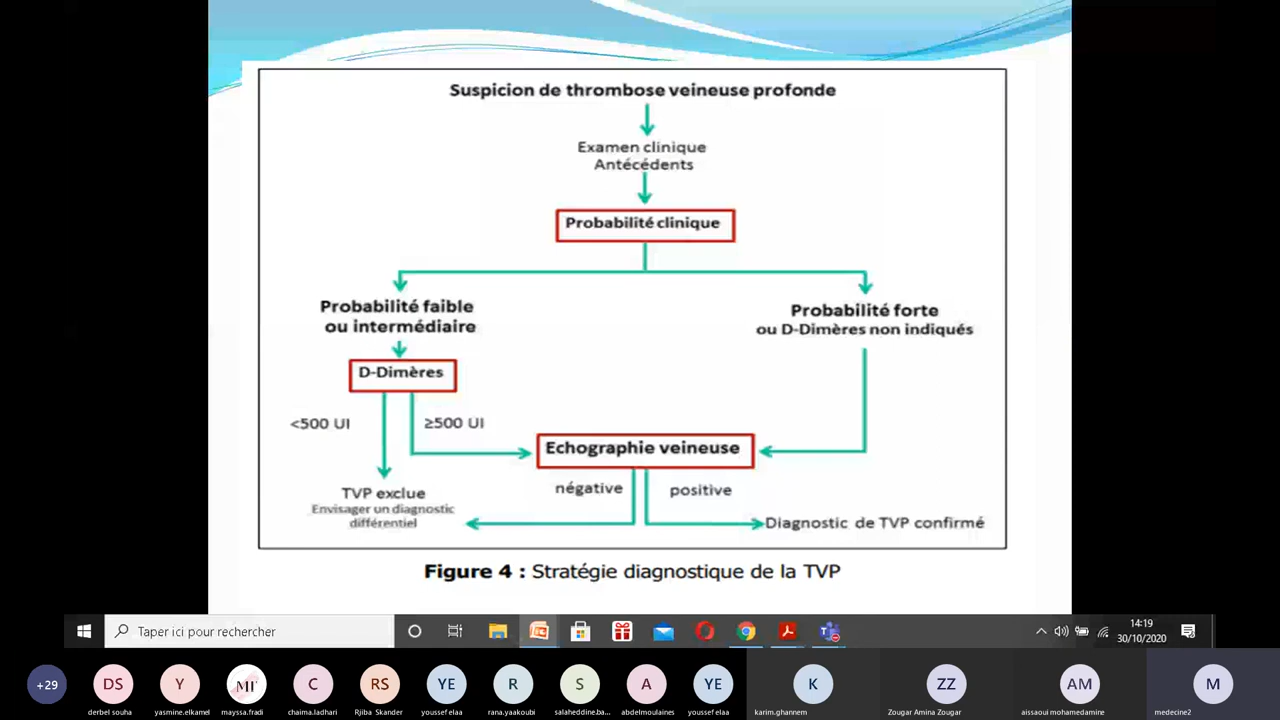 Suspicion de thrombose veineuse profonde
Examen clinique
Antécédents
Probabilité clinique
Probabilité faible
ou intermédiaire
Probabilité forte
ou D-Dimères non indiqués
D-Dimères
<500 UI
≥500 UI
Echographie veineuse
négative
positive
TVP exclue
Envisager un diagnostic
différentiel
Diagnostic de TVP confirmé
Figure 4 : Stratégie diagnostique de la TVP
Taper ici pour rechercher
14:19
30/10/2020
+29
DS
Y
MF
C
RS
YE
R
S
A
YE
K
ZZ
AM
M
derbel souha
yasmine.elkamel
mayssa.fradi
chaima.ladhari
Rjiba Skander
youssef elaa
rana.yaakoubi
salaheddine.ba...
abdelmoulaines
youssef elaa
karim.ghannem
Zougar Amina Zougar
aissaoui mohamedamine
medecine2